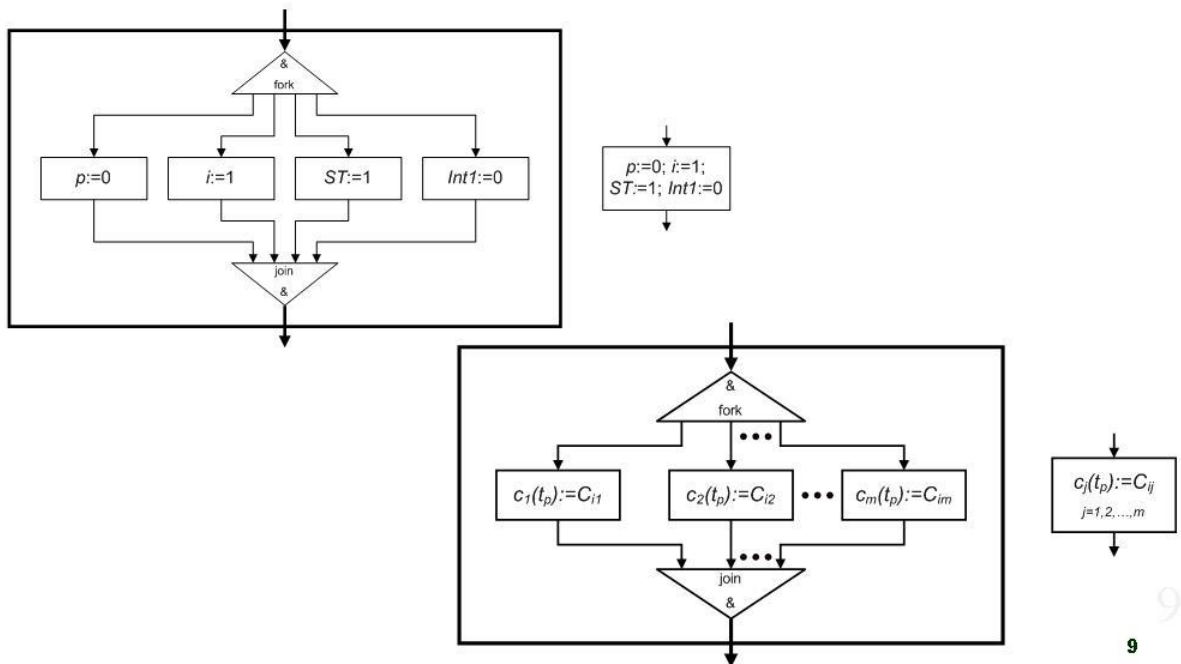 &
fork
p:=0
i:=1
ST:=1
Int1:=0
join
&
p:=0; i:=1;
ST:=1; Int1:=0
&
fork
•••
c₁(tₚ):=Cᵢ₁
c₂(tₚ):=Cᵢ₂
•••
cₘ(tₚ):=Cᵢₘ
•••
join
&
cⱼ(tₚ):=Cᵢⱼ
j=1,2,…,m
9
9